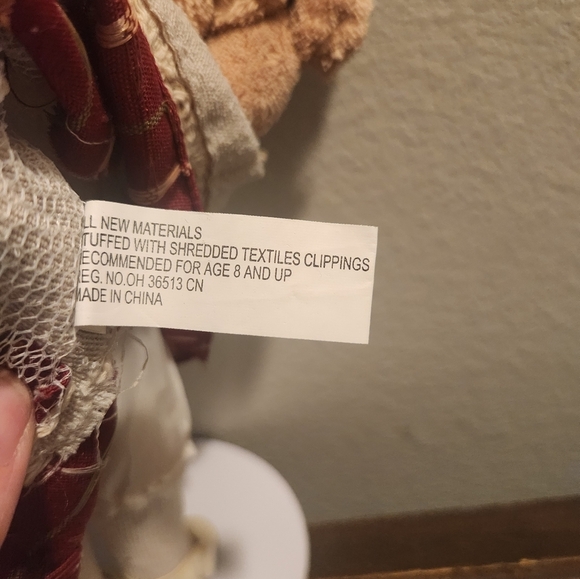 LL NEW MATERIALS
TUFFED WITH SHREDDED TEXTILES CLIPPINGS
ECOMMENDED FOR AGE 8 AND UP
EG. NO.OH 36513 CN
MADE IN CHINA